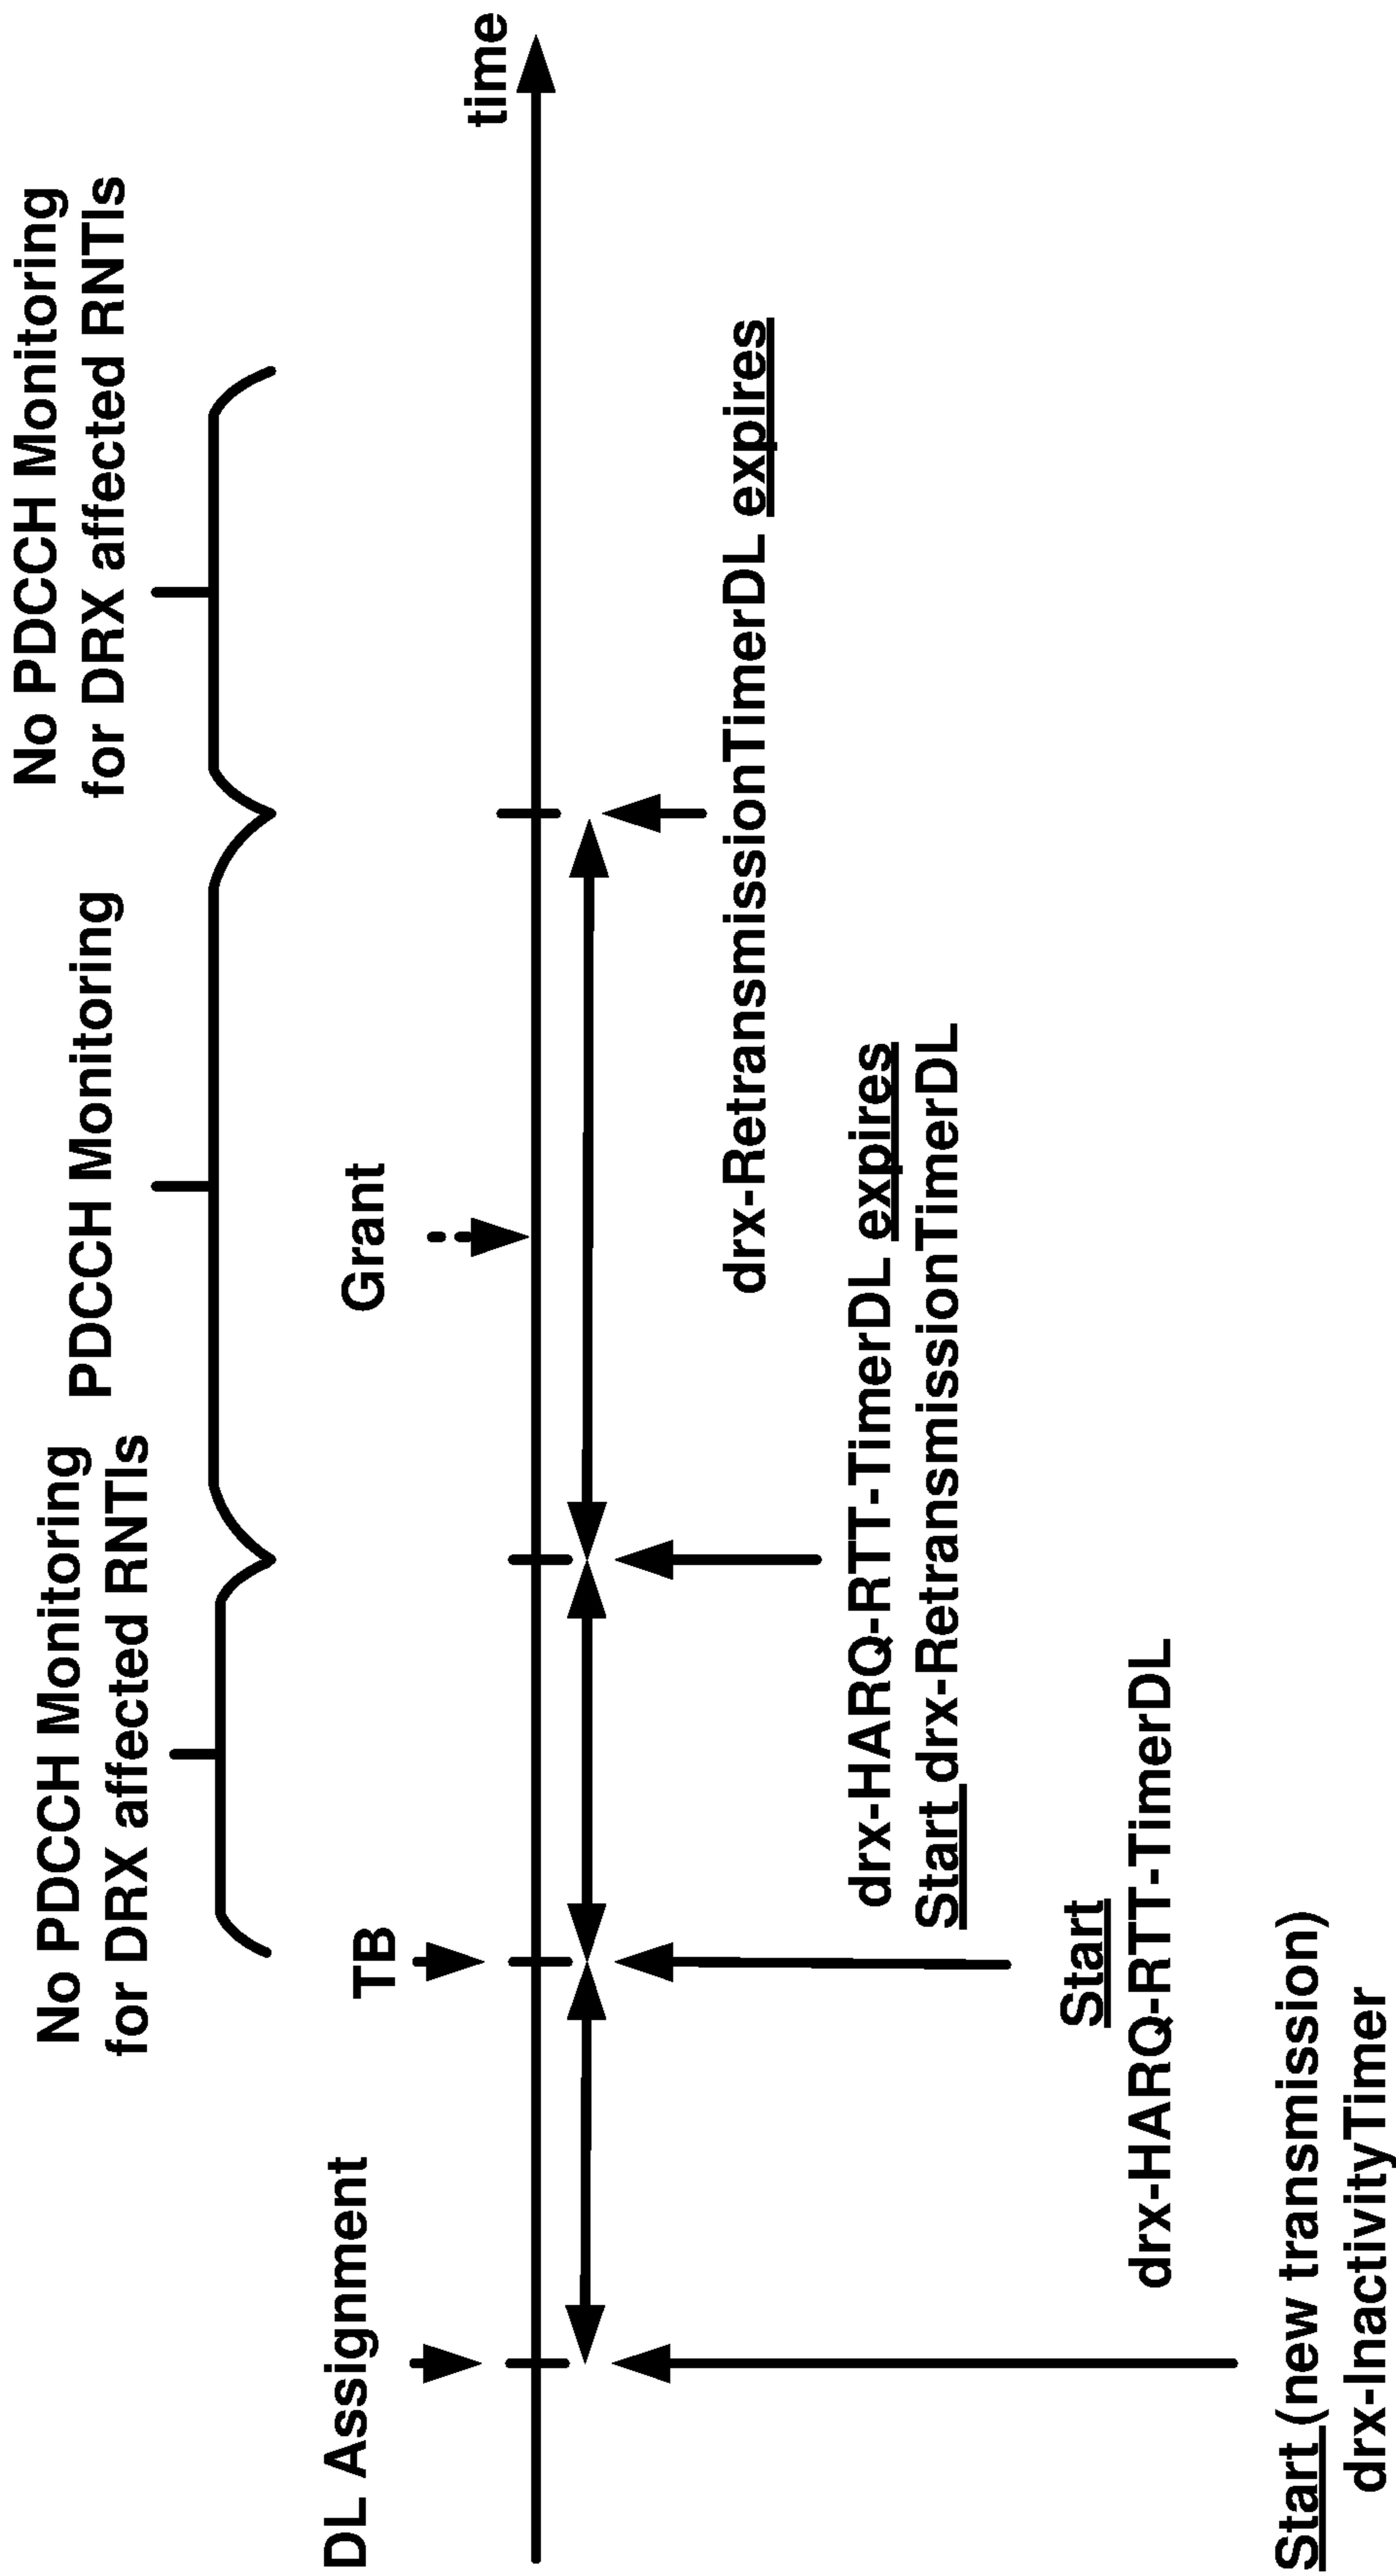 No PDCCH Monitoring
for DRX affected RNTIs
PDCCH Monitoring
No PDCCH Monitoring
for DRX affected RNTIs
DL Assignment
TB
Grant
time
drx-RetransmissionTimerDL expires
drx-HARQ-RTT-TimerDL expires
Start drx-RetransmissionTimerDL
Start
drx-HARQ-RTT-TimerDL
Start (new transmission)
drx-InactivityTimer